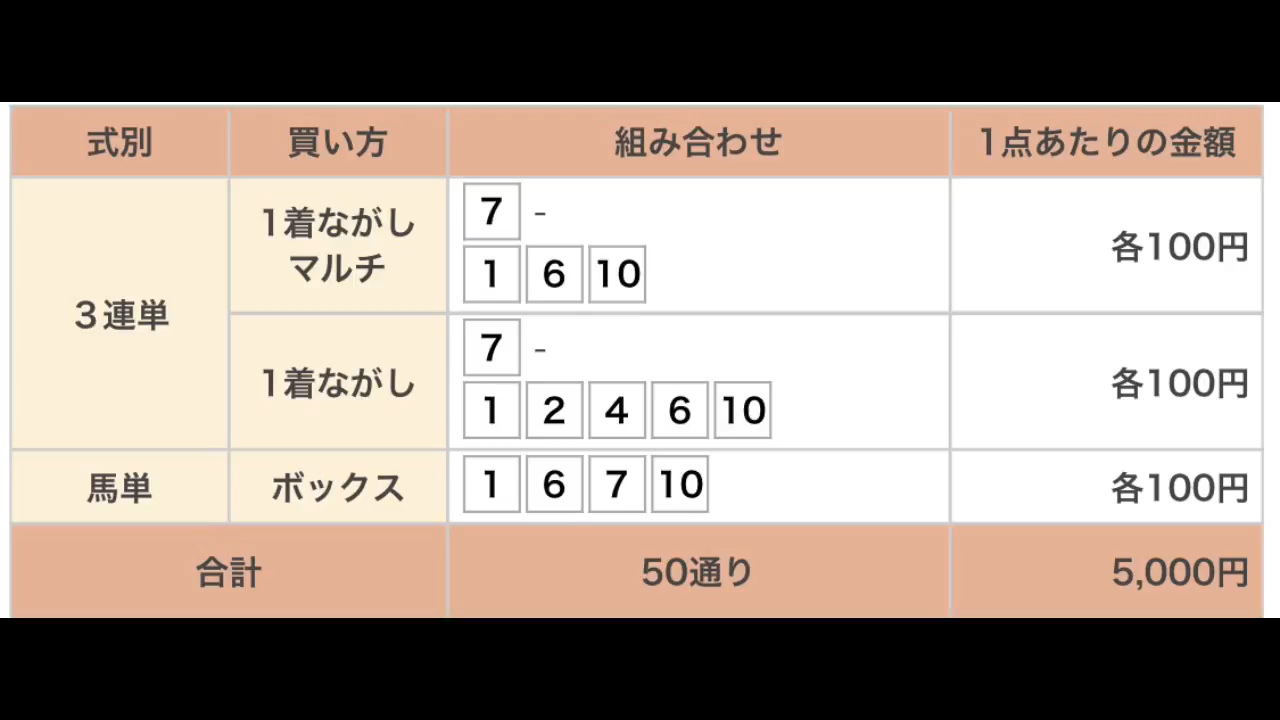 式別 買い方 組み合わせ 1点あたりの金額
3連単 1着ながし
マルチ 7 -
1 6 10 各100円
1着ながし 7 -
1 2 4 6 10 各100円
馬単 ボックス 1 6 7 10 各100円
合計 50通り 5,000円